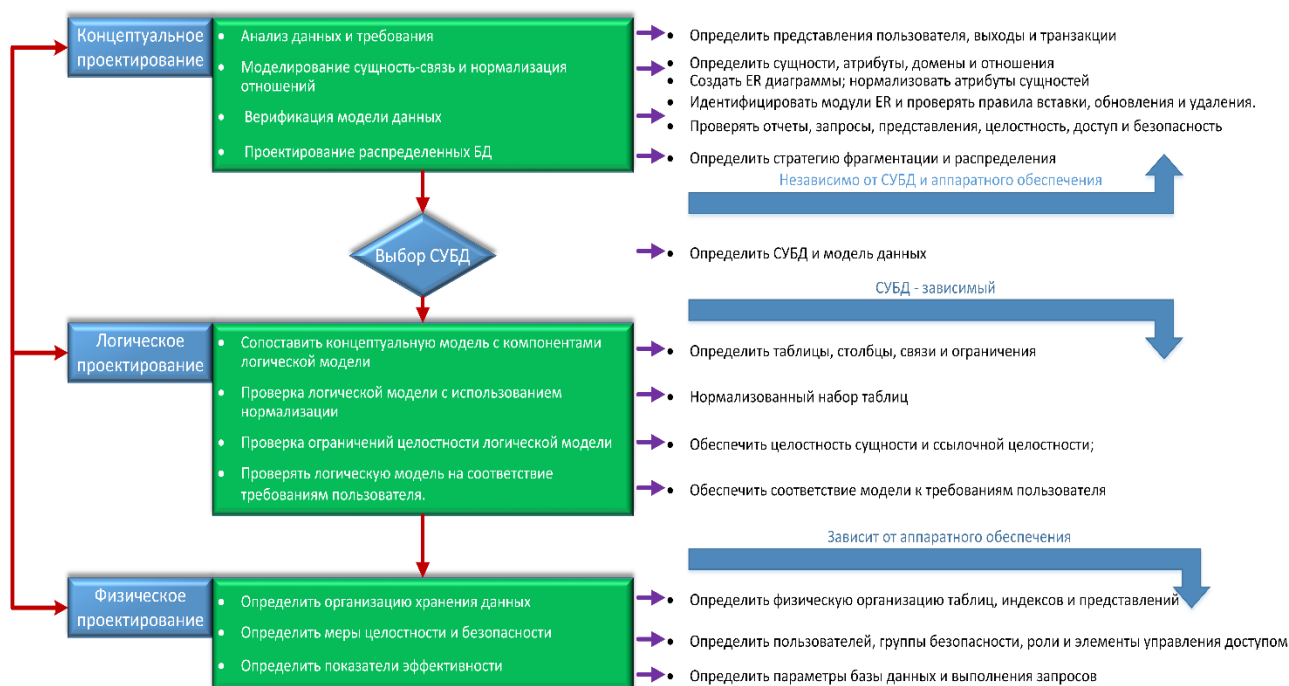 Концептуальное
проектирование
• Анализ данных и требования
• Моделирование сущность-связь и нормализация
отношений
• Верификация модели данных
• Проектирование распределенных БД
• Определить представления пользователя, выходы и транзакции
• Определить сущности, атрибуты, домены и отношения
• Создать ER диаграммы; нормализовать атрибуты сущностей
• Идентифицировать модули ER и проверять правила вставки, обновления и удаления.
• Проверять отчеты, запросы, представления, целостность, доступ и безопасность
• Определить стратегию фрагментации и распределения
Независимо от СУБД и аппаратного обеспечения
Выбор СУБД
• Определить СУБД и модель данных
СУБД - зависимый
Логическое
проектирование
• Сопоставить концептуальную модель с компонентами
логической модели
• Проверка логической модели с использованием
нормализации
• Проверка ограничений целостности логической модели
• Проверять логическую модель на соответствие
требованиям пользователя.
• Определить таблицы, столбцы, связи и ограничения
• Нормализованный набор таблиц
• Обеспечить целостность сущности и ссылочной целостности;
• Обеспечить соответствие модели к требованиям пользователя
Зависит от аппаратного обеспечения
Физическое
проектирование
• Определить организацию хранения данных
• Определить меры целостности и безопасности
• Определить показатели эффективности
• Определить физическую организацию таблиц, индексов и представлений
• Определить пользователей, группы безопасности, роли и элементы управления доступом
• Определить параметры базы данных и выполнения запросов